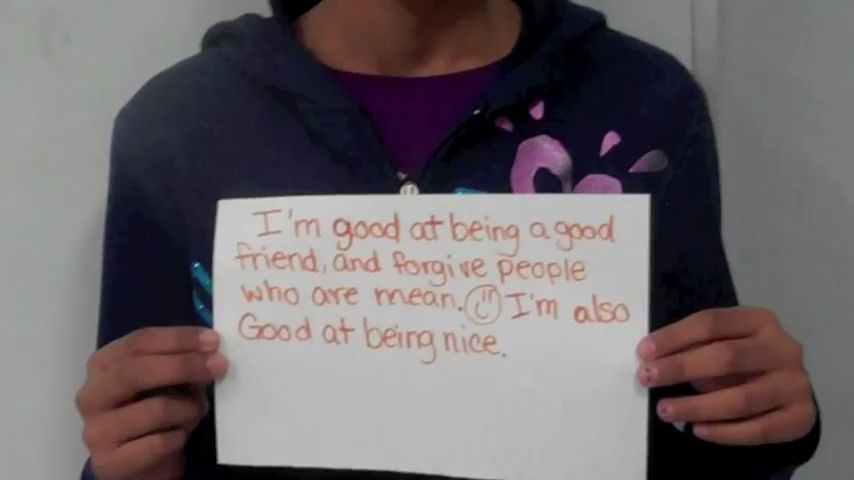 I'm good at being a good
friend, and forgive people
who are mean. I'm also
Good at being nice.